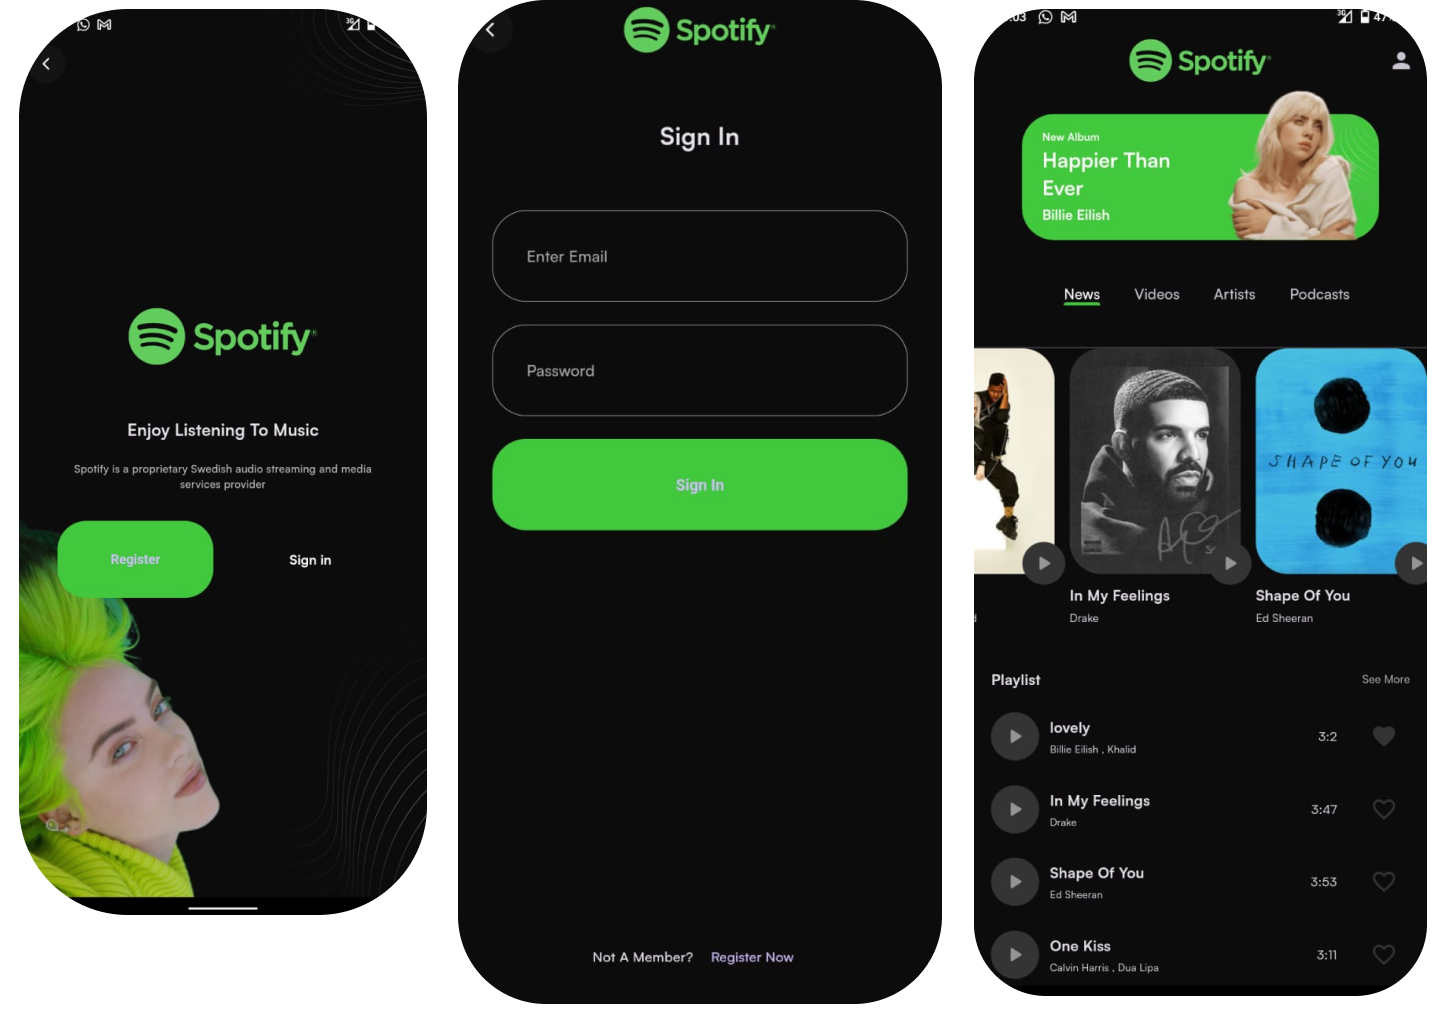 Spotify
Enjoy Listening To Music
Spotify is a proprietary Swedish audio streaming and media
services provider
Register
Sign in
Spotify
Sign In
Enter Email
Password
Sign In
Not A Member?
Register Now
:03
47
Spotify
New Album
Happier Than
Ever
Billie Eilish
News
Videos
Artists
Podcasts
SHAPE OF YOU
In My Feelings
Drake
Shape Of You
Ed Sheeran
Playlist
See More
lovely
Billie Eilish , Khalid
3:2
In My Feelings
Drake
3:47
Shape Of You
Ed Sheeran
3:53
One Kiss
Calvin Harris , Dua Lipa
3:11